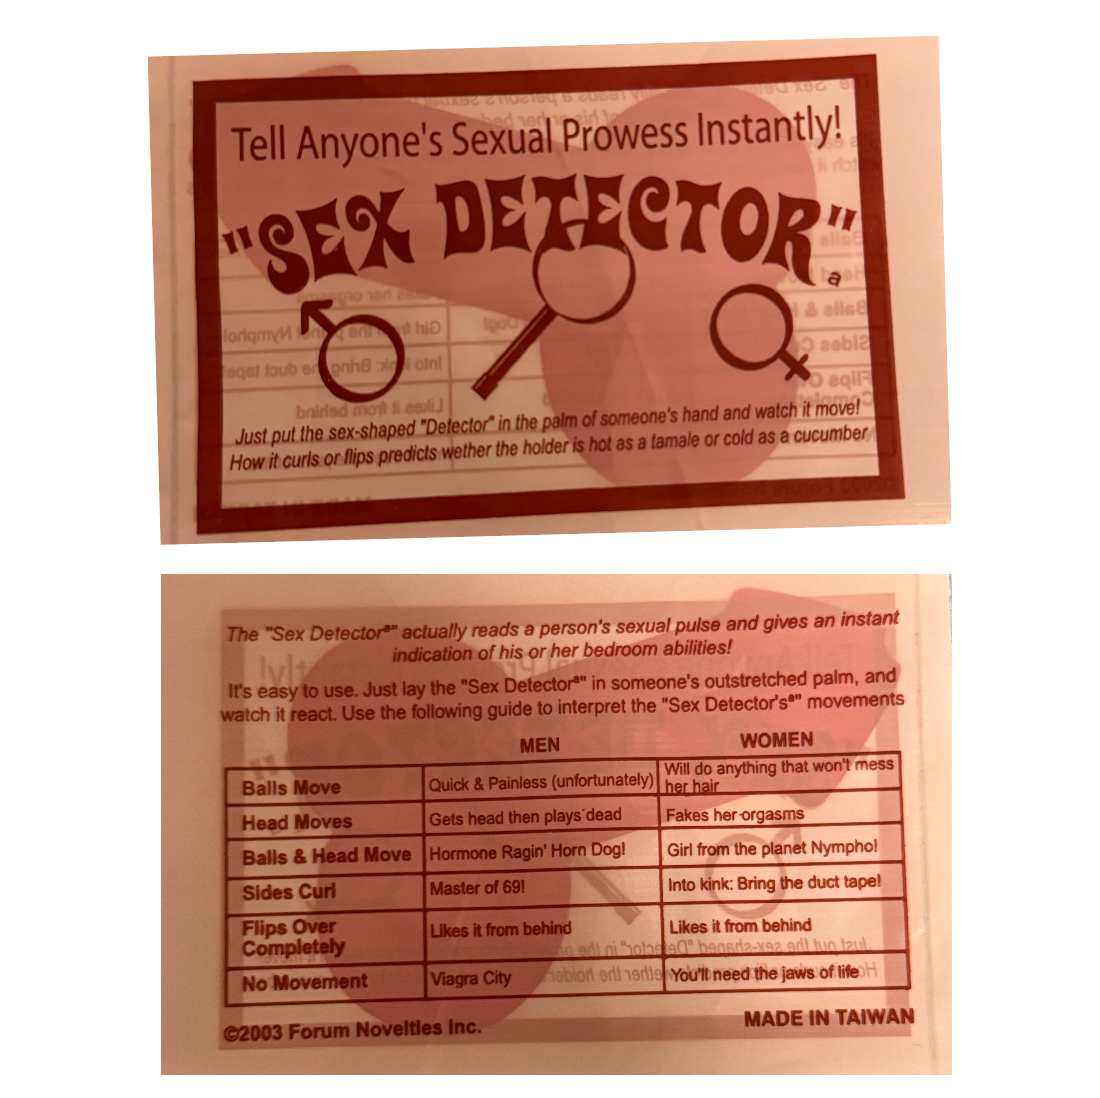 Tell Anyone's Sexual Prowess Instantly!
"SEX DETECTOR" a
Just put the sex-shaped "Detector" in the palm of someone's hand and watch it move!
How it curls or flips predicts wether the holder is hot as a tamale or cold as a cucumber
The "Sex Detectorª" actually reads a person's sexual pulse and gives an instant
indication of his or her bedroom abilities!
It's easy to use. Just lay the "Sex Detectorª" in someone's outstretched palm, and
watch it react. Use the following guide to interpret the "Sex Detector'sª" movements
MEN WOMEN
Balls Move Quick & Painless (unfortunately) Will do anything that won't mess
her hair
Head Moves Gets head then plays dead Fakes her orgasms
Balls & Head Move Hormone Ragin' Horn Dog! Girl from the planet Nympho!
Sides Curl Master of 69! Into kink: Bring the duct tape!
Flips Over
Completely Likes it from behind Likes it from behind
No Movement Viagra City You'll need the jaws of life
©2003 Forum Novelties Inc. MADE IN TAIWAN